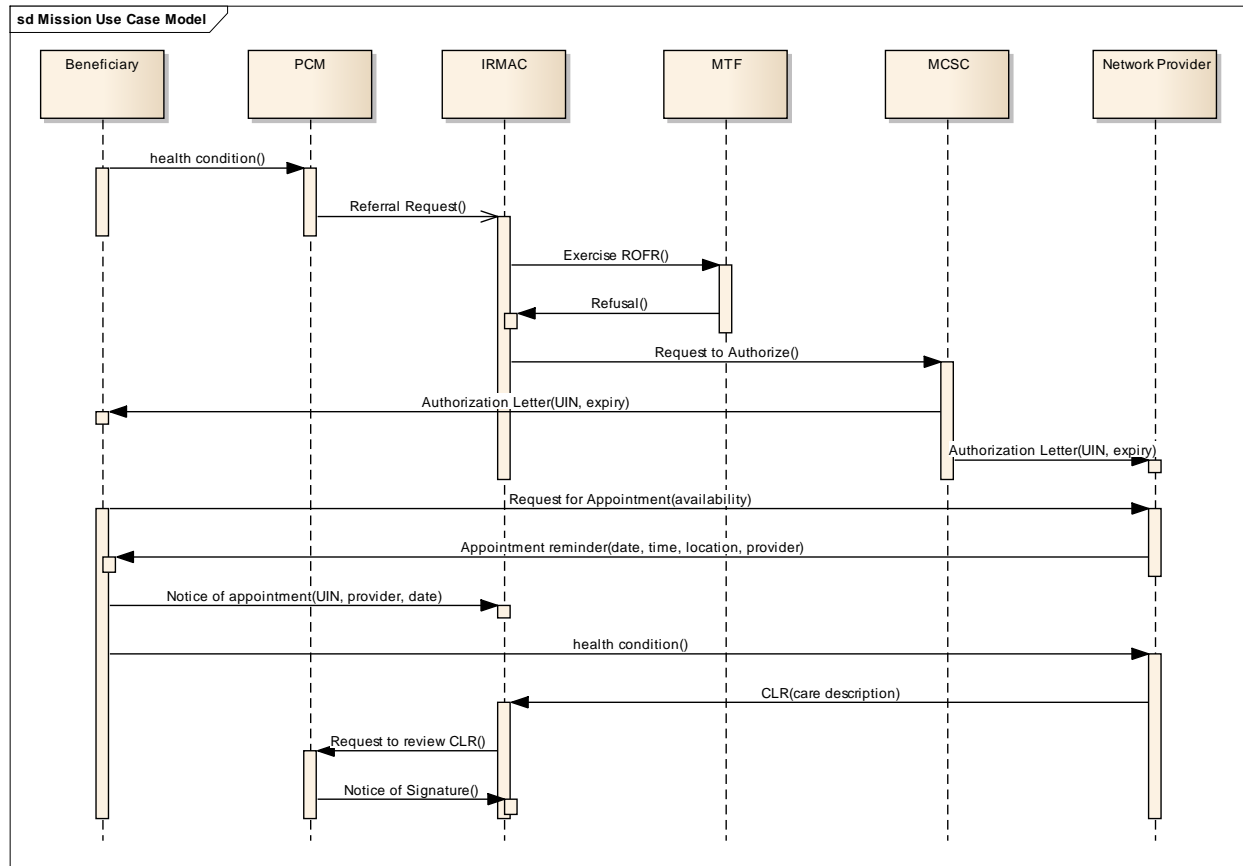 sd Mission Use Case Model
Beneficiary
PCM
IRMAC
MTF
MCSC
Network Provider
health condition()
Referral Request()
Exercise ROFR()
Refusal()
Request to Authorize()
Authorization Letter(UIN, expiry)
Authorization Letter(UIN, expiry)
Request for Appointment(availability)
Appointment reminder(date, time, location, provider)
Notice of appointment(UIN, provider, date)
health condition()
CLR(care description)
Request to review CLR()
Notice of Signature()